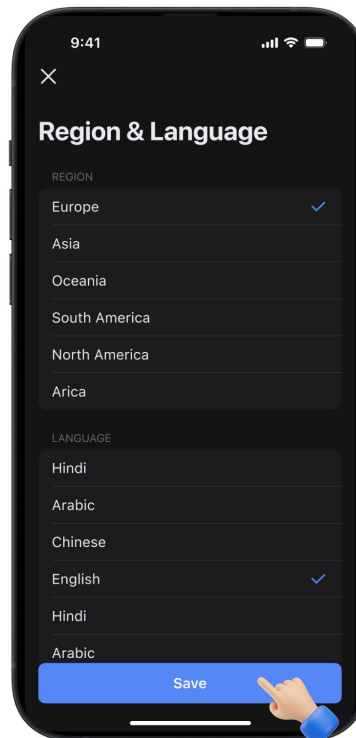 9:41
Region & Language
REGION
Europe
Asia
Oceania
South America
North America
Arica
LANGUAGE
Hindi
Arabic
Chinese
English
Hindi
Arabic
Save